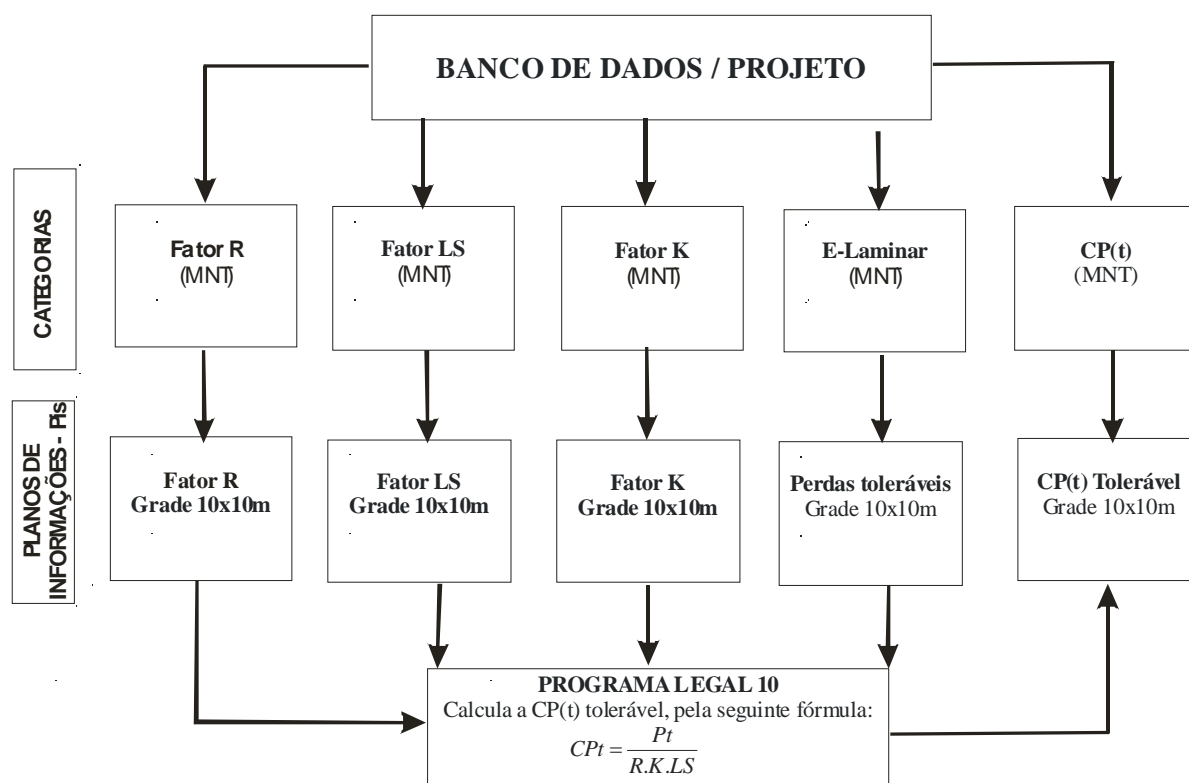 BANCO DE DADOS / PROJETO
CATEGORIAS
Fator R
(MNT)
Fator LS
(MNT)
Fator K
(MNT)
E-Laminar
(MNT)
CP(t)
(MNT)
PLANOS DE
INFORMAÇÕES - PIs
Fator R
Grade 10x10m
Fator LS
Grade 10x10m
Fator K
Grade 10x10m
Perdas toleráveis
Grade 10x10m
CP(t) Tolerável
Grade 10x10m
PROGRAMA LEGAL 10
Calcula a CP(t) tolerável, pela seguinte fórmula:
CPt = Pt / R.K.LS